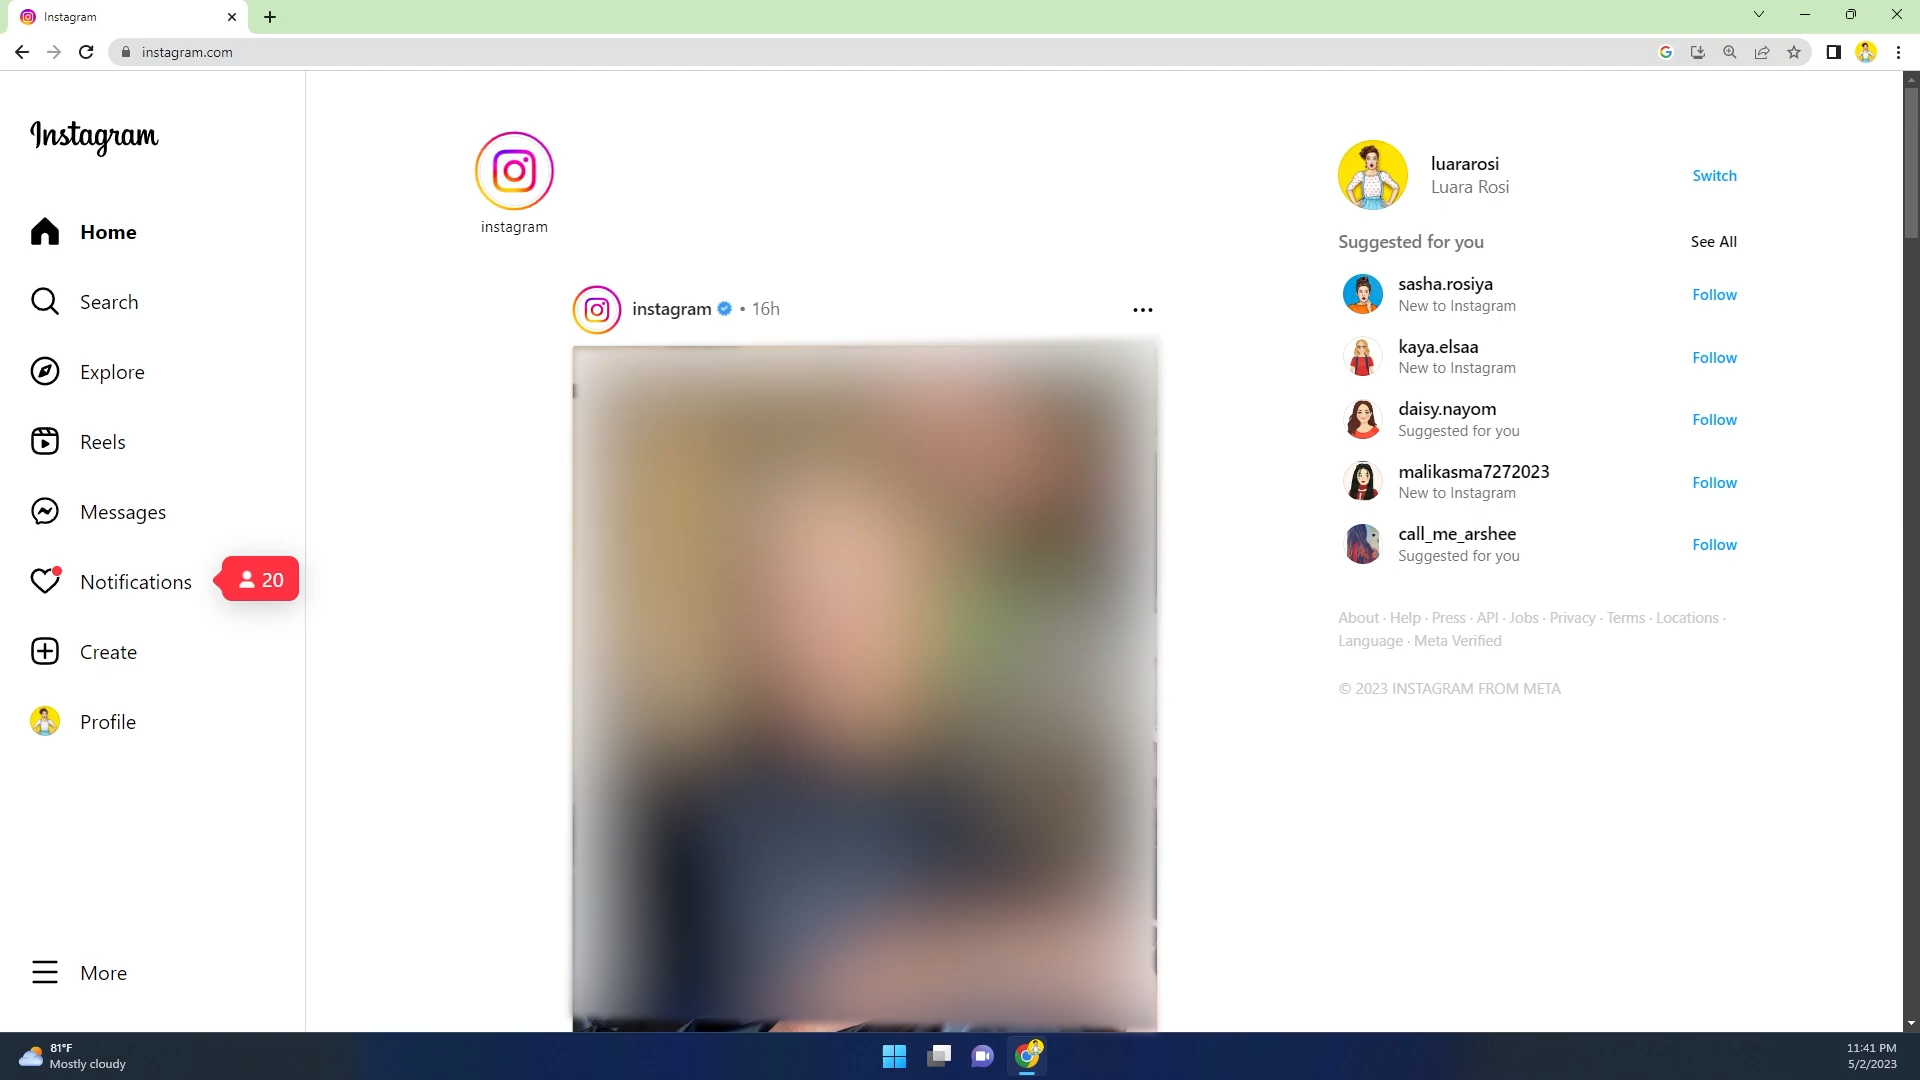 Instagram
instagram.com
Instagram
Home
Search
Explore
Reels
Messages
Notifications
20
Create
Profile
More
instagram
instagram • 16h
luararosi
Luara Rosi
Switch
Suggested for you
See All
sasha.rosiya
New to Instagram
Follow
kaya.elsaa
New to Instagram
Follow
daisy.nayom
Suggested for you
Follow
malikasma7272023
New to Instagram
Follow
call_me_arshee
Suggested for you
Follow
About · Help · Press · API · Jobs · Privacy · Terms · Locations ·
Language · Meta Verified
© 2023 INSTAGRAM FROM META
81°F
Mostly cloudy
11:41 PM
5/2/2023